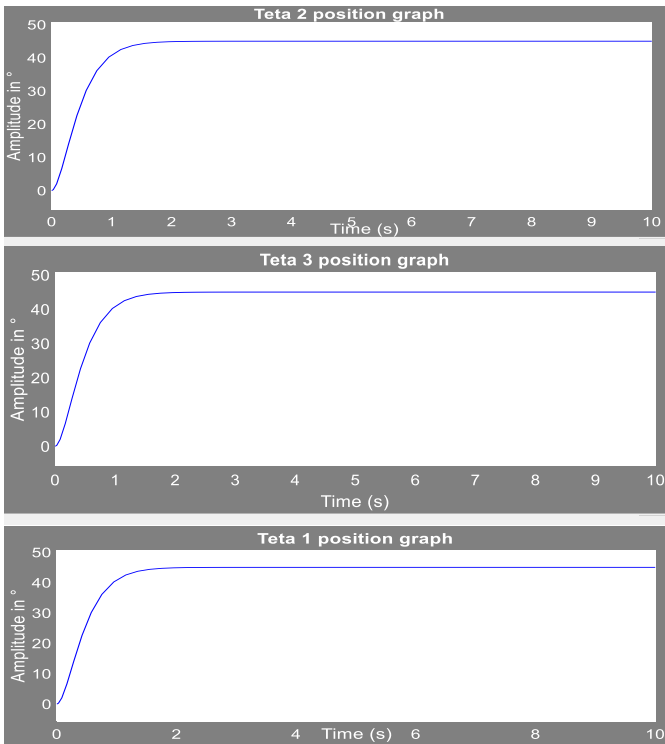 Teta 2 position graph
Amplitude in °
50
40
30
20
10
0
0 1 2 3 4 5 6 7 8 9 10
Time (s)
Teta 3 position graph
Amplitude in °
50
40
30
20
10
0
0 1 2 3 4 5 6 7 8 9 10
Time (s)
Teta 1 position graph
Amplitude in °
50
40
30
20
10
0
0 2 4 Time (s) 6 8 10